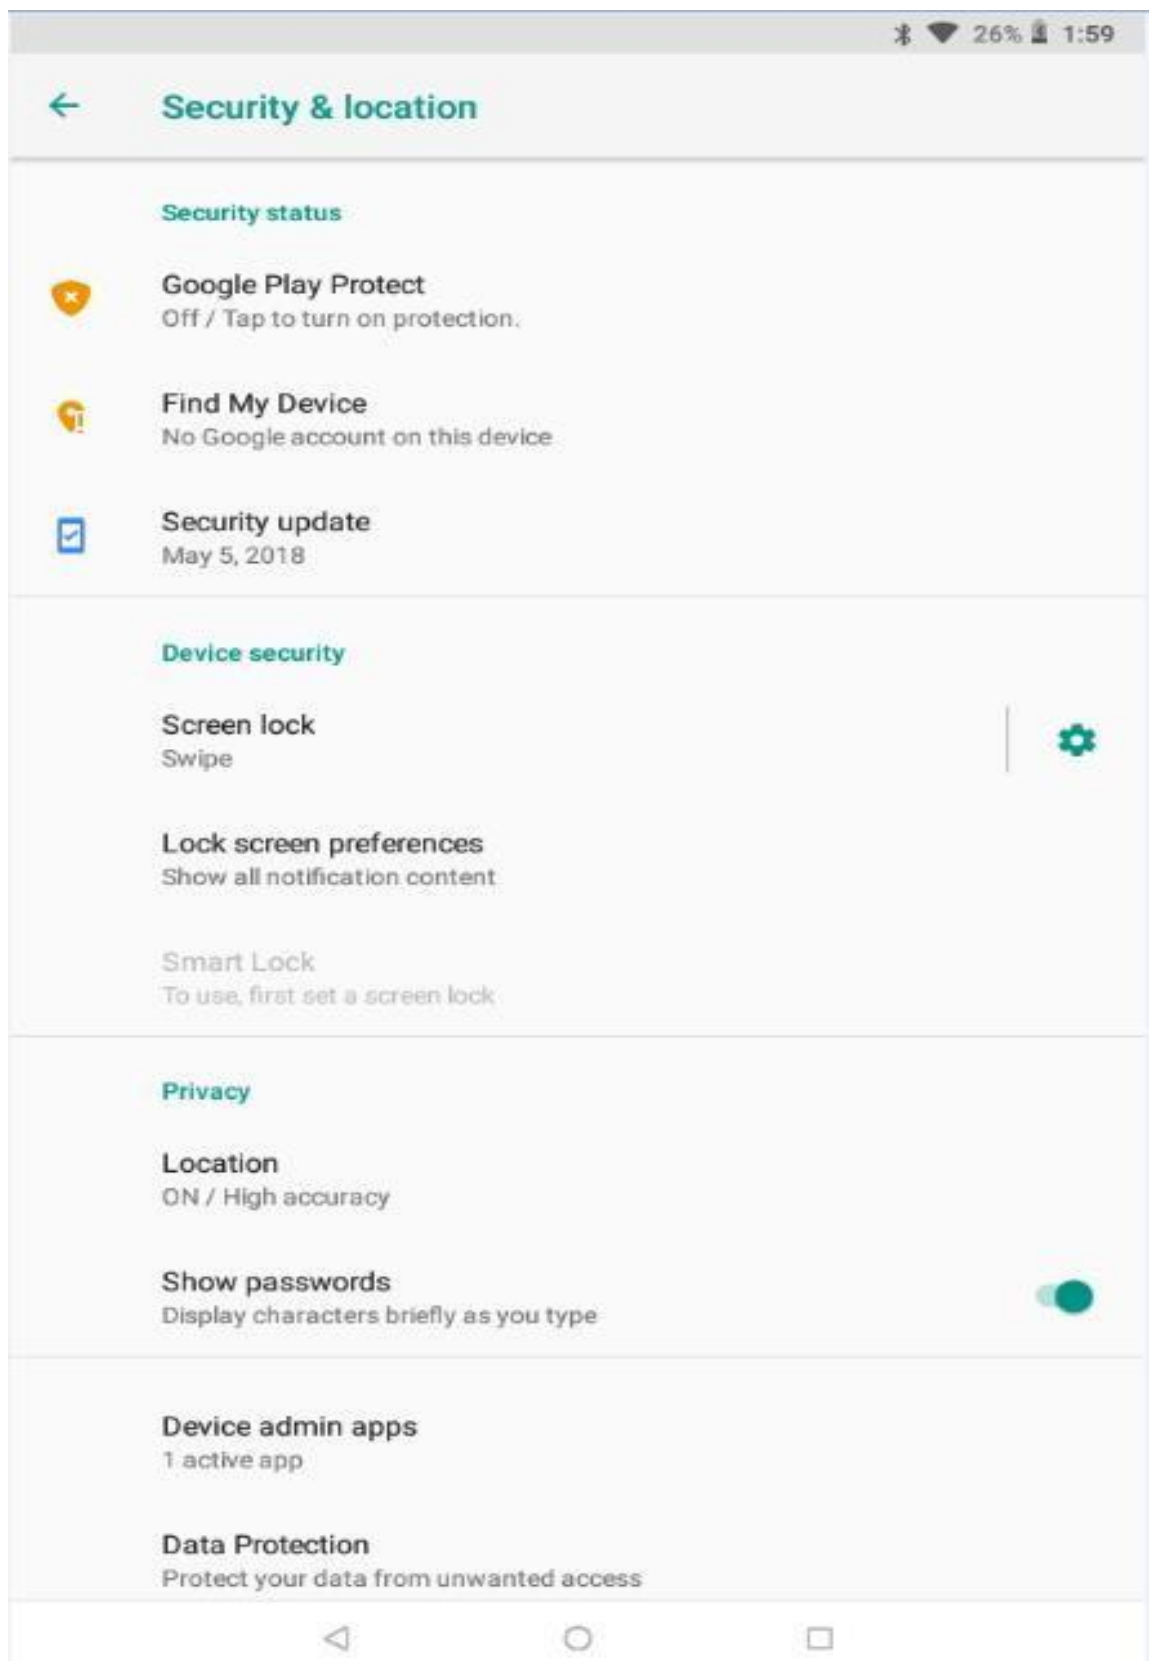 26% 1:59
Security & location
Security status
Google Play Protect
Off / Tap to turn on protection.
Find My Device
No Google account on this device
Security update
May 5, 2018
Device security
Screen lock
Swipe
Lock screen preferences
Show all notification content
Smart Lock
To use, first set a screen lock
Privacy
Location
ON / High accuracy
Show passwords
Display characters briefly as you type
Device admin apps
1 active app
Data Protection
Protect your data from unwanted access